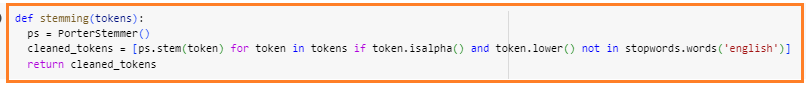 def stemming(tokens):
  ps = PorterStemmer()
  cleaned_tokens = [ps.stem(token) for token in tokens if token.isalpha() and token.lower() not in stopwords.words('english')]
  return cleaned_tokens